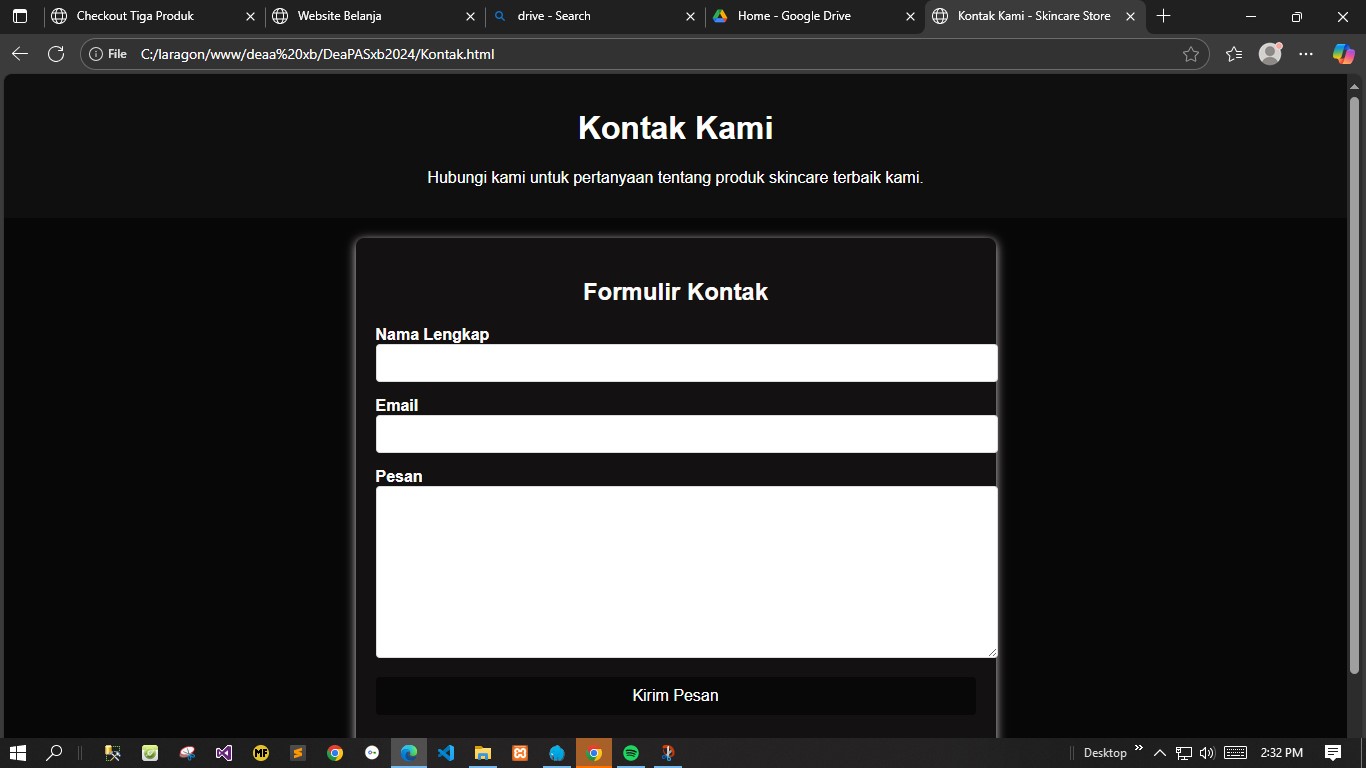 Checkout Tiga Produk
Website Belanja
drive - Search
Home - Google Drive
Kontak Kami - Skincare Store
File
C:/laragon/www/deaa%20xb/DeaPASxb2024/Kontak.html
Kontak Kami
Hubungi kami untuk pertanyaan tentang produk skincare terbaik kami.
Formulir Kontak
Nama Lengkap
Email
Pesan
Kirim Pesan
MF
Desktop
2:32 PM